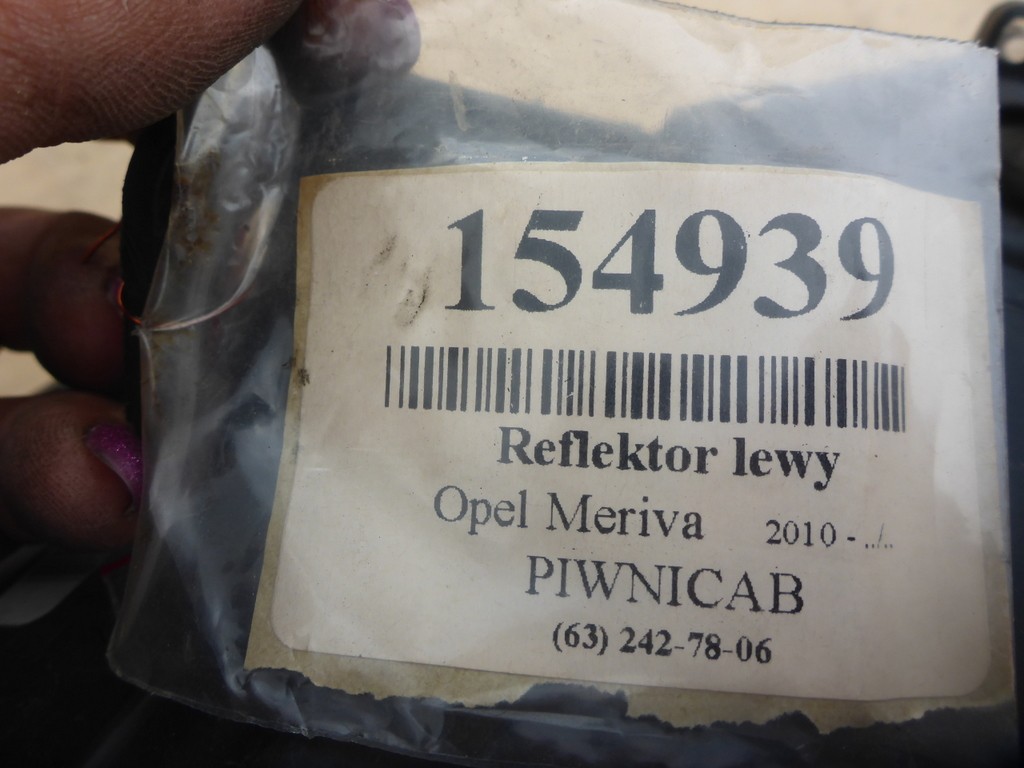 154939
Reflektor lewy
Opel Meriva 2010 - ../..
PIWNICAB
(63) 242-78-06